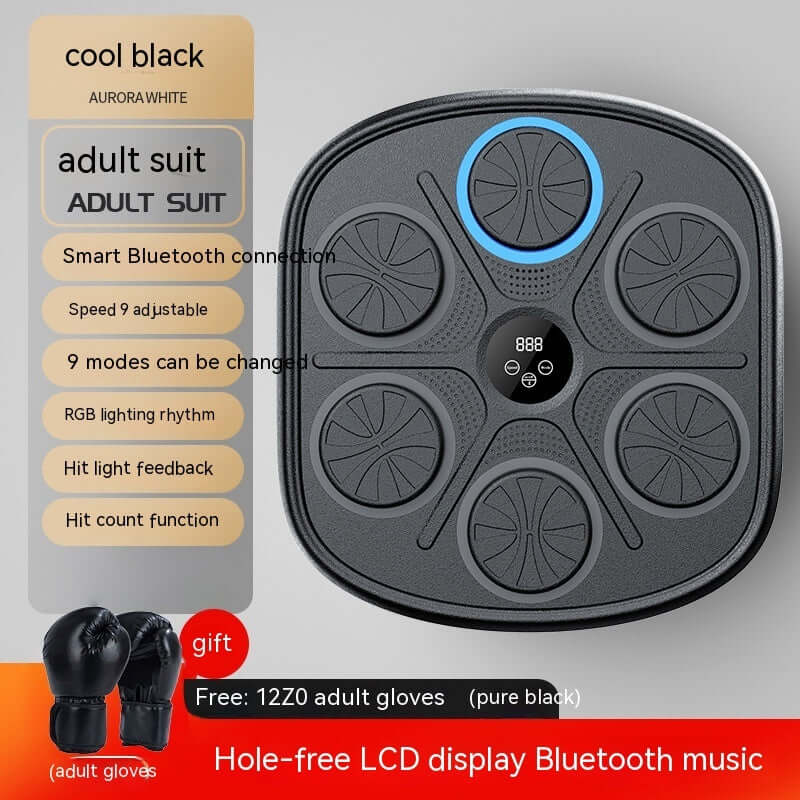 cool black
AURORA WHITE
adult suit
ADULT SUIT
Smart Bluetooth connection
Speed 9 adjustable
9 modes can be changed
RGB lighting rhythm
Hit light feedback
Hit count function
888
Speed
Mode
gift
Free: 12Z0 adult gloves (pure black)
(adult gloves)
Hole-free LCD display Bluetooth music